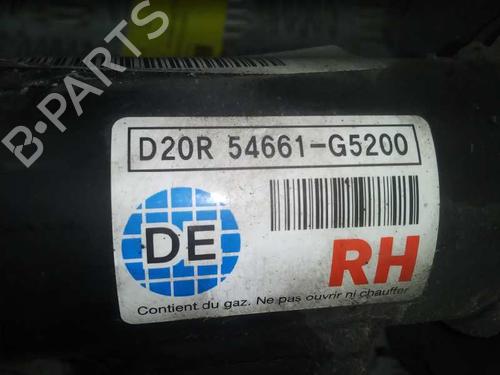 B-PARTS
D20R 54661-G5200
DE
RH
Contient du gaz. Ne pas ouvrir ni chauffer